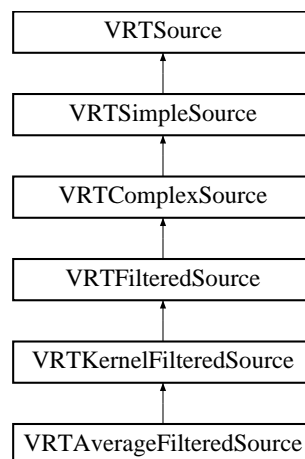 VRTSource
VRTSimpleSource
VRTComplexSource
VRTFilteredSource
VRTKernelFilteredSource
VRTAverageFilteredSource